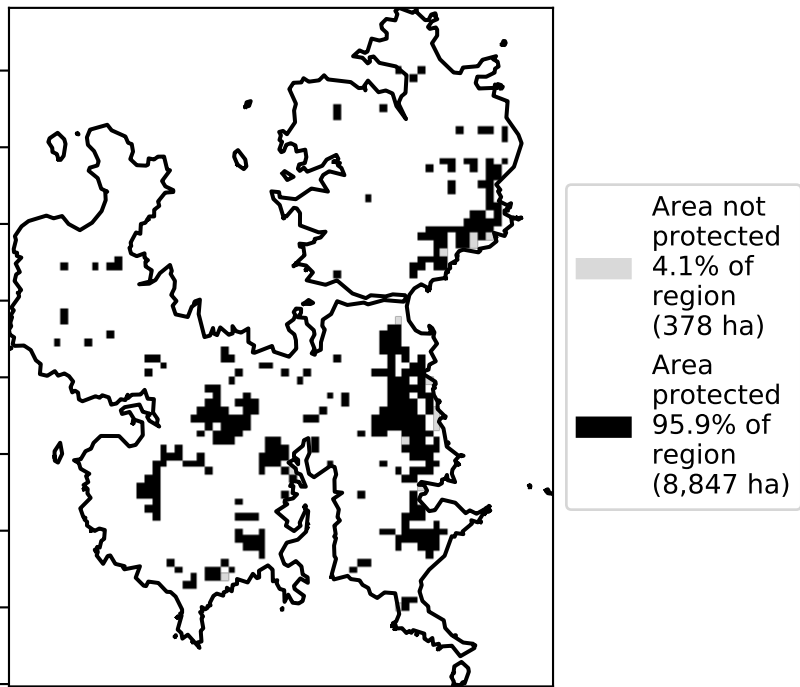 Area not
protected
4.1% of
region
(378 ha)
Area
protected
95.9% of
region
(8,847 ha)